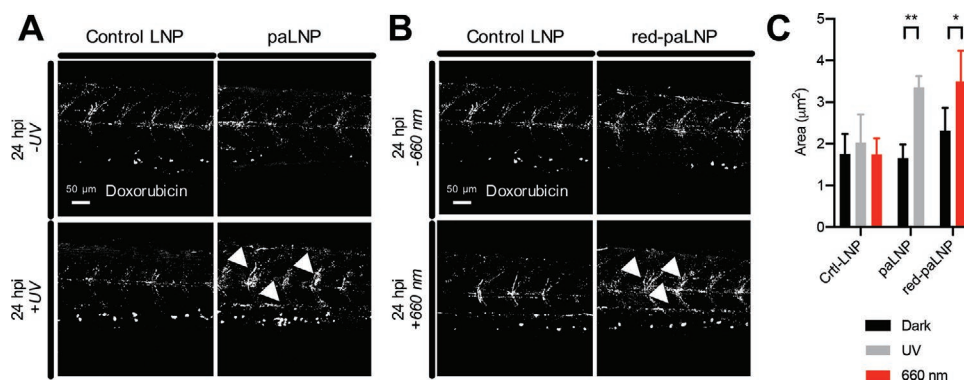 A
Control LNP
paLNP
24 hpi
-UV
50 µm
Doxorubicin
24 hpi
+UV
B
Control LNP
red-paLNP
24 hpi
-660 nm
50 µm
Doxorubicin
24 hpi
+660 nm
C
**
*
5
4
3
2
1
0
Area (µm²)
Crtl-LNP
paLNP
red-paLNP
Dark
UV
660 nm